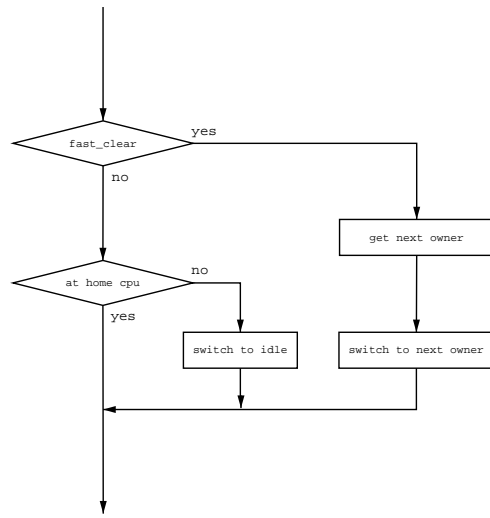 yes
fast_clear
no
get next owner
no
at home cpu
yes
switch to idle
switch to next owner